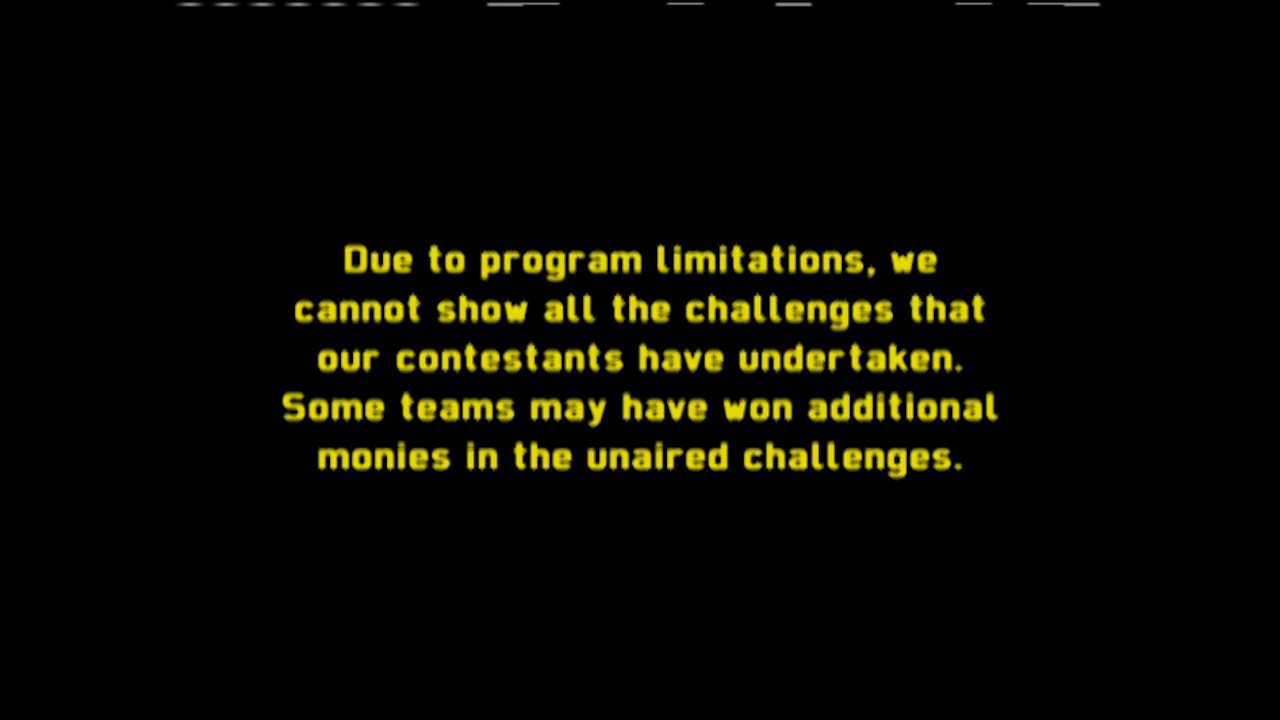 Due to program limitations, we
cannot show all the challenges that
our contestants have undertaken.
Some teams may have won additional
monies in the unaired challenges.